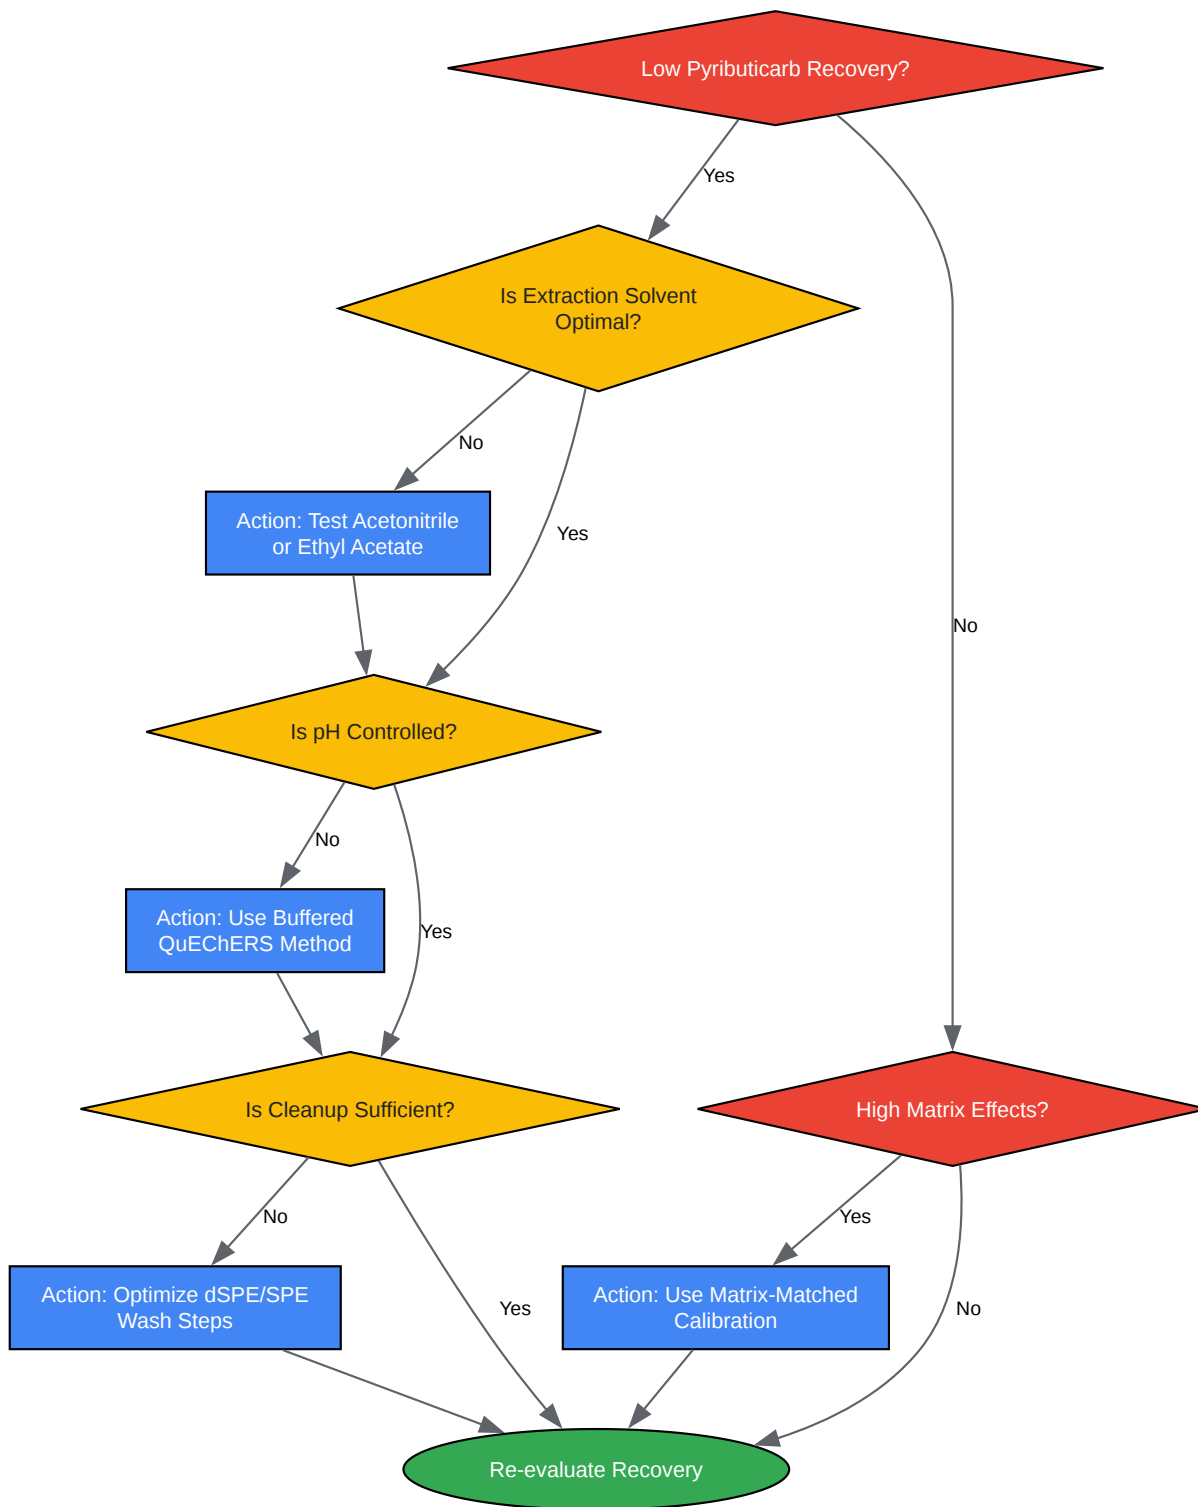 Low Pyributicarb Recovery?
Yes
Is Extraction Solvent
Optimal?
No
Action: Test Acetonitrile
or Ethyl Acetate
Yes
No
Is pH Controlled?
No
Action: Use Buffered
QuEChERS Method
Yes
Is Cleanup Sufficient?
High Matrix Effects?
No
Yes
Action: Optimize dSPE/SPE
Wash Steps
Yes
Action: Use Matrix-Matched
Calibration
No
Re-evaluate Recovery